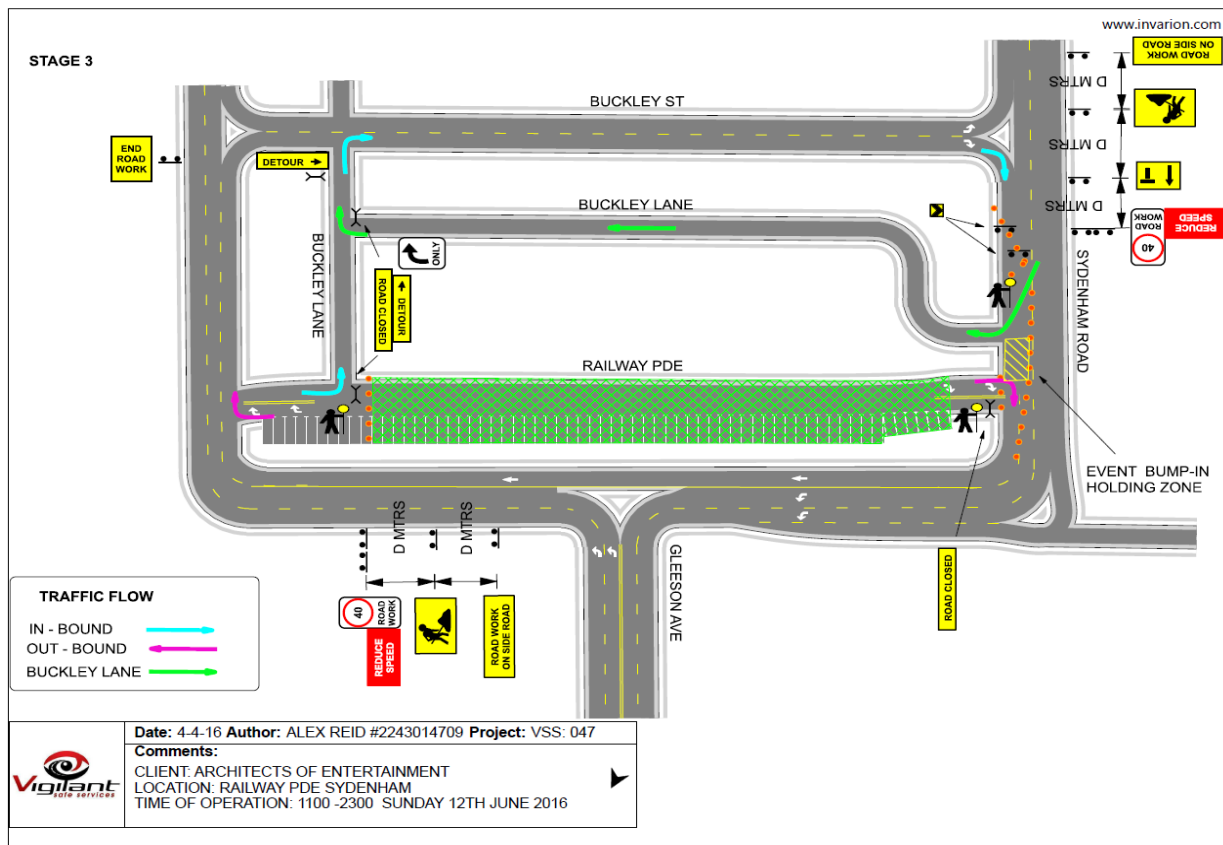 www.invarion.com
STAGE 3
ROAD WORK
ON SIDE ROAD
D MTRS
BUCKLEY ST
END
ROAD
WORK
DETOUR
D MTRS
BUCKLEY LANE
D MTRS
ROAD
WORK
40
REDUCE
SPEED
BUCKLEY LANE
ONLY
ROAD CLOSED
DETOUR
SYDENHAM ROAD
RAILWAY PDE
EVENT BUMP-IN
HOLDING ZONE
D MTRS
D MTRS
GLEESON AVE
ROAD CLOSED
40
ROAD
WORK
REDUCE
SPEED
ROAD WORK
ON SIDE ROAD
TRAFFIC FLOW
IN - BOUND
OUT - BOUND
BUCKLEY LANE
Vigilant
safe services
Date: 4-4-16 Author: ALEX REID #2243014709 Project: VSS: 047
Comments:
CLIENT: ARCHITECTS OF ENTERTAINMENT
LOCATION: RAILWAY PDE SYDENHAM
TIME OF OPERATION: 1100 -2300 SUNDAY 12TH JUNE 2016